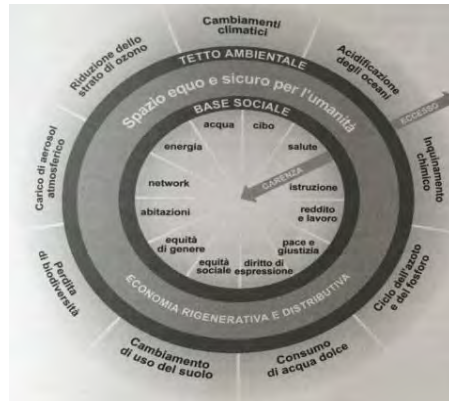 Cambiamenti
climatici
Acidificazione
degli oceani
ECCESSO
Inquinamento
chimico
Ciclo dell'azoto
e del fosforo
Consumo
di acqua dolce
Cambiamento
di uso del suolo
Perdita
di biodiversità
Carico di aerosol
atmosferico
Riduzione dello
strato di ozono
TETTO AMBIENTALE
Spazio equo e sicuro per l'umanità
BASE SOCIALE
acqua
cibo
salute
istruzione
reddito
e lavoro
pace e
giustizia
diritto di
espressione
equità
sociale
equità
di genere
abitazioni
network
energia
CARENZA
ECONOMIA RIGENERATIVA E DISTRIBUTIVA